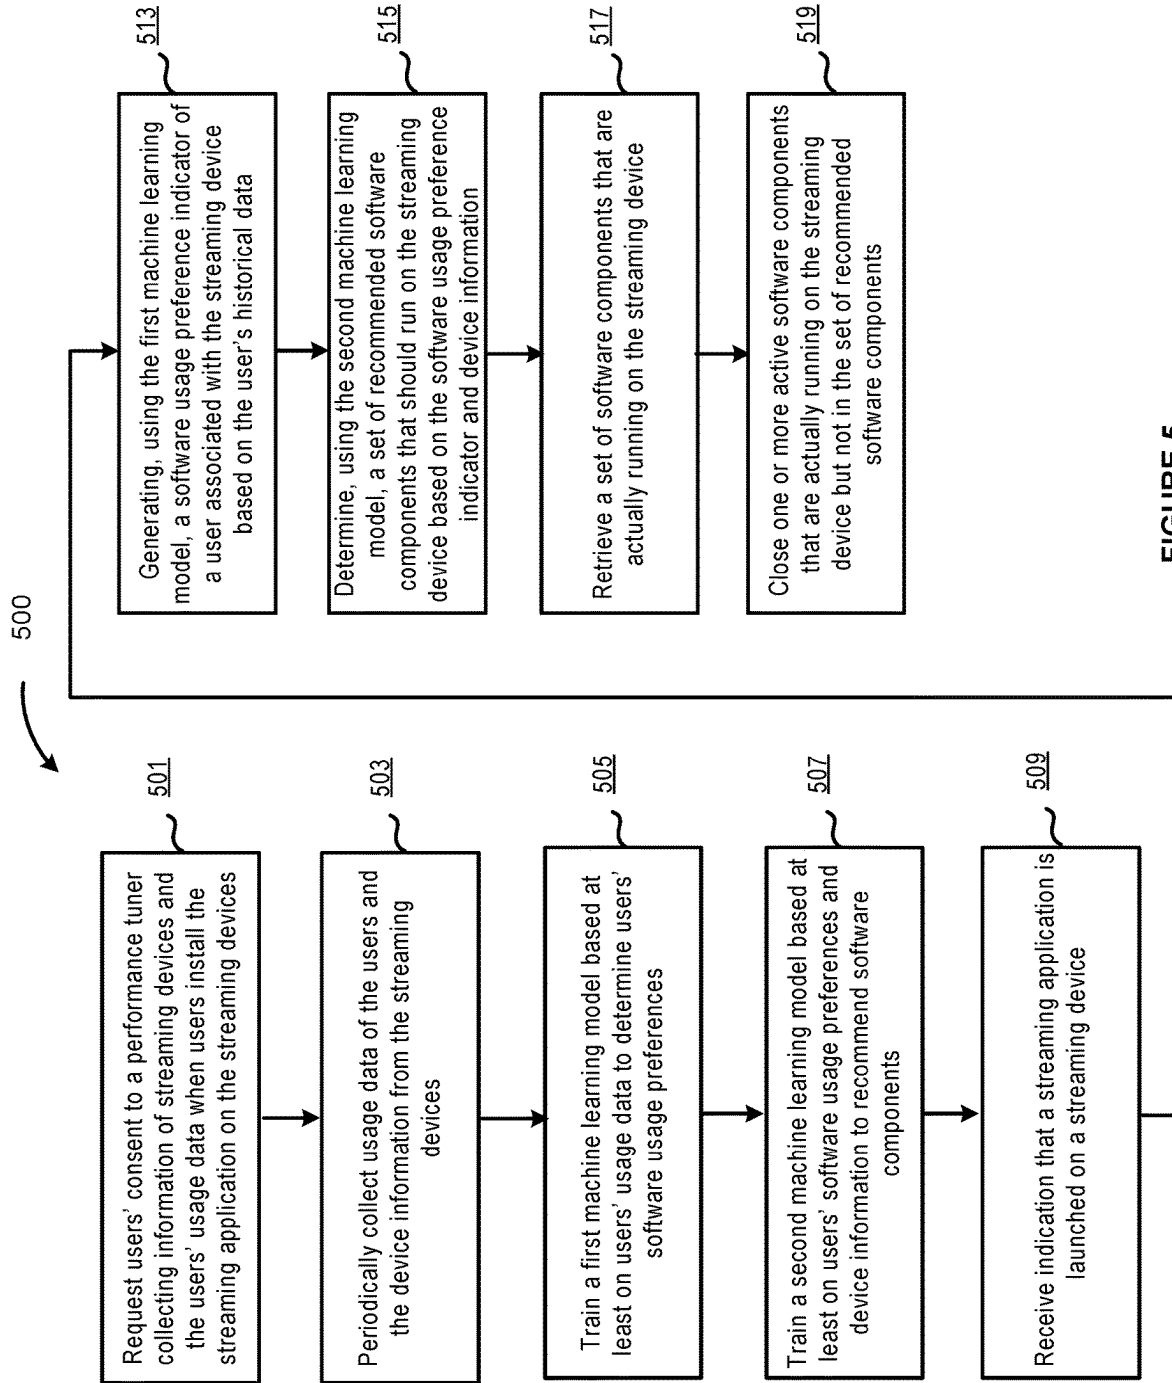 500
501
Request users' consent to a performance tuner
collecting information of streaming devices and
the users' usage data when users install the
streaming application on the streaming devices
503
Periodically collect usage data of the users and
the device information from the streaming
devices
505
Train a first machine learning model based at
least on users' usage data to determine users'
software usage preferences
507
Train a second machine learning model based at
least on users' software usage preferences and
device information to recommend software
components
509
Receive indication that a streaming application is
launched on a streaming device
513
Generating, using the first machine learning
model, a software usage preference indicator of
a user associated with the streaming device
based on the user's historical data
515
Determine, using the second machine learning
model, a set of recommended software
components that should run on the streaming
device based on the software usage preference
indicator and device information
517
Retrieve a set of software components that are
actually running on the streaming device
519
Close one or more active software components
that are actually running on the streaming
device but not in the set of recommended
software components
FIGURE 5